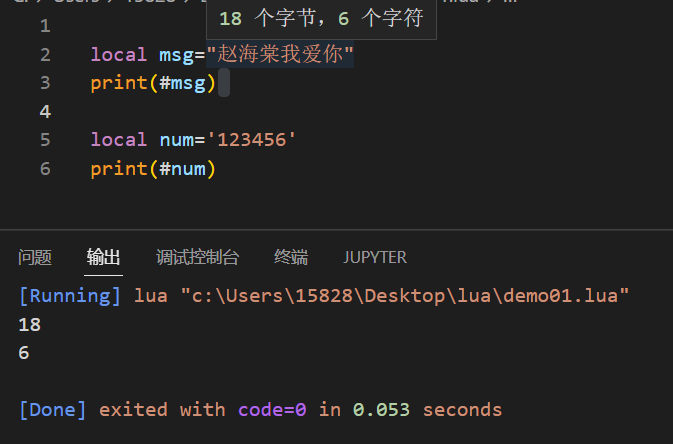 18 个字节，6 个字符
1
2 local msg="赵海棠我爱你"
3 print(#msg)
4
5 local num='123456'
6 print(#num)
问题 输出 调试控制台 终端 JUPYTER
[Running] lua "c:\Users\15828\Desktop\lua\demo01.lua"
18
6
[Done] exited with code=0 in 0.053 seconds